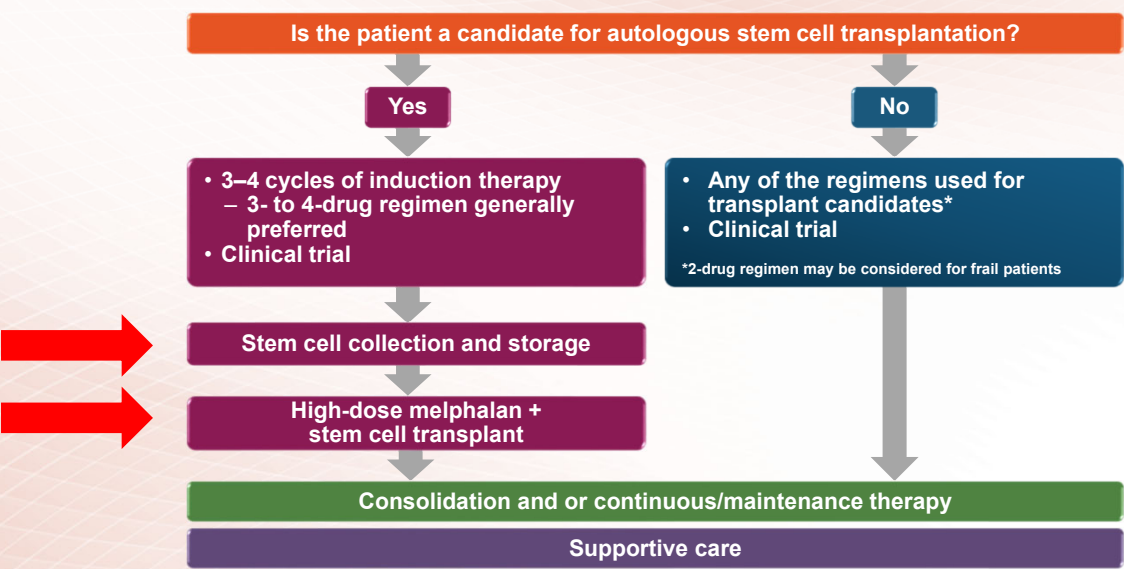 Is the patient a candidate for autologous stem cell transplantation?
Yes
No
• 3–4 cycles of induction therapy
– 3- to 4-drug regimen generally
preferred
• Clinical trial
• Any of the regimens used for
transplant candidates*
• Clinical trial
*2-drug regimen may be considered for frail patients
Stem cell collection and storage
High-dose melphalan +
stem cell transplant
Consolidation and or continuous/maintenance therapy
Supportive care